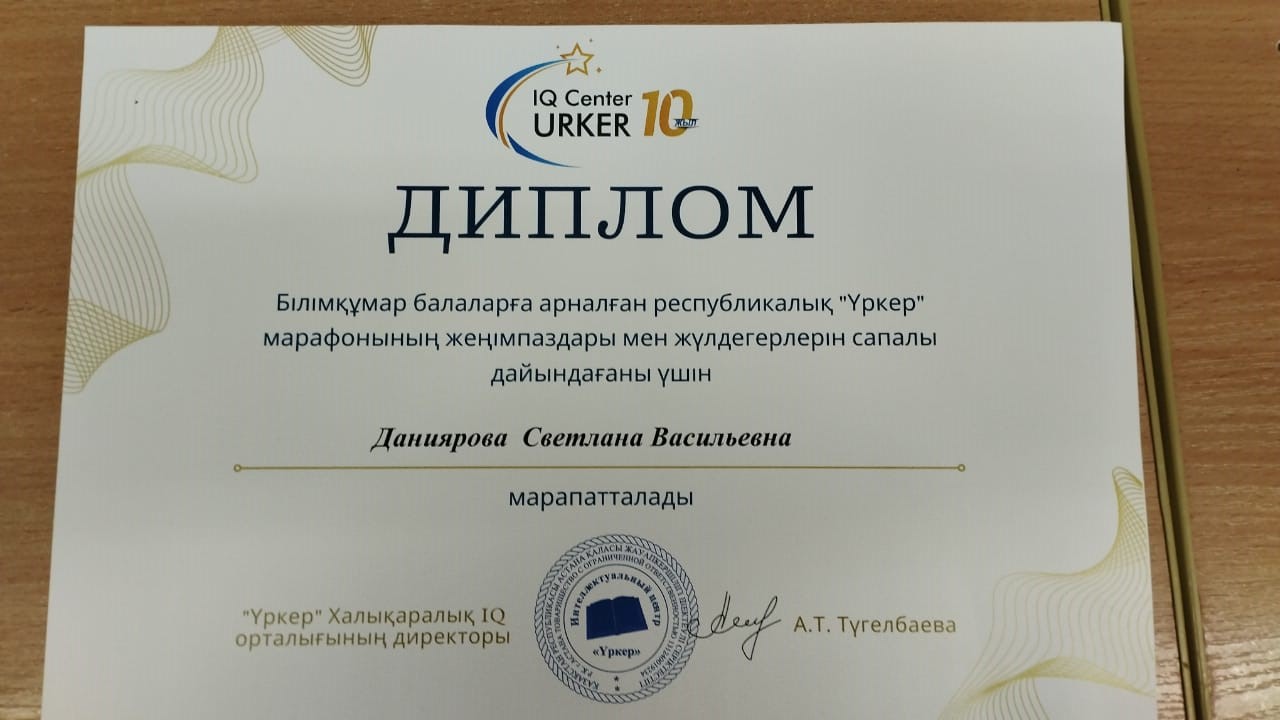 IQ Center
URKER
10
жыл
ДИПЛОМ
Білімқұмар балаларға арналған республикалық "Үркер"
марафонының жеңімпаздары мен жүлдегерлерін сапалы
дайындағаны үшін
Даниярова Светлана Васильевна
марапатталады
"Үркер" Халықаралық IQ
орталығының директоры
А.Т. Түгелбаева
Интеллектуальный центр
«Үркер»